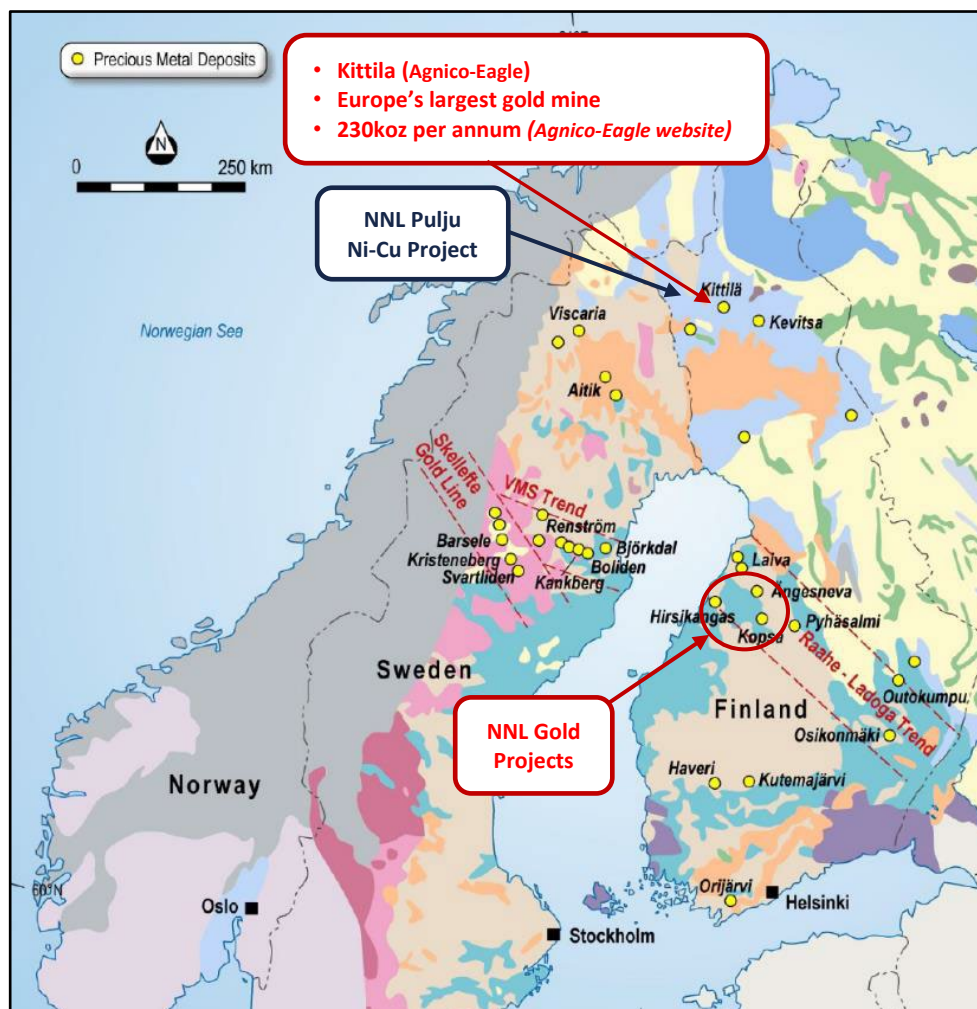 Precious Metal Deposits
N
0 250 km
• Kittila (Agnico-Eagle)
• Europe’s largest gold mine
• 230koz per annum (Agnico-Eagle website)
NNL Pulju
Ni-Cu Project
Norwegian Sea
Kittilä
Kevitsa
Viscaria
Aitik
Skellefte
Gold Line
VMS Trend
Renström
Barsele
Björkdal
Boliden
Kristeneberg
Svartliden
Kankberg
Laiva
Ängesneva
Hirsikangas
Pyhäsalmi
Kopsa
Raahe - Ladoga Trend
Sweden
Outokumpu.
Finland
Osikonmäki
NNL Gold
Projects
Haveri
Kutemajärvi
Norway
60°N
Orijärvi
Helsinki
Oslo
Stockholm